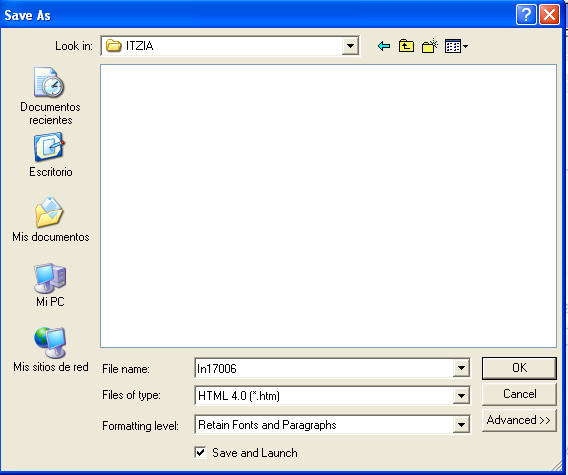 Save As
Look in: ITZIA
Documentos
recientes
Escritorio
Mis documentos
Mi PC
Mis sitios de red
File name: In17006 OK
Files of type: HTML 4.0 (*.htm) Cancel
Formatting level: Retain Fonts and Paragraphs Advanced >>
Save and Launch